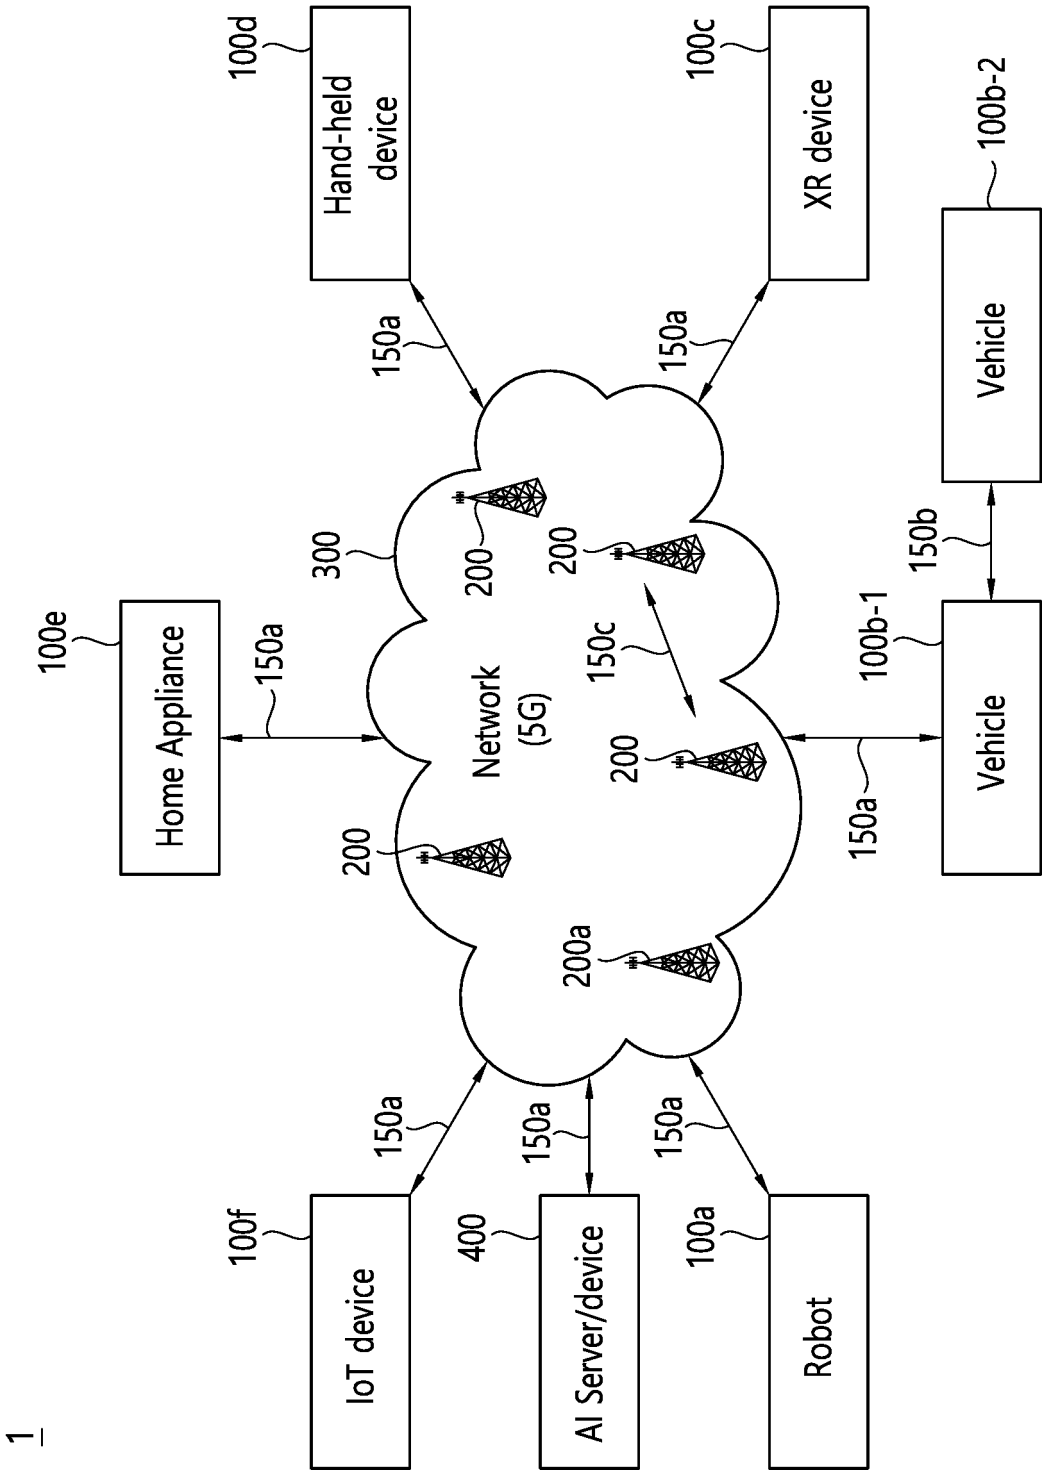 1
100e
Home Appliance
150a
100f
IoT device
150a
300
150a
100d
Hand-held
device
200
Network
(5G)
200
400
AI Server/device
150a
200a
200
150c
200
100a
Robot
150a
150a
100c
XR device
150a
100b-1
Vehicle
150b
100b-2
Vehicle